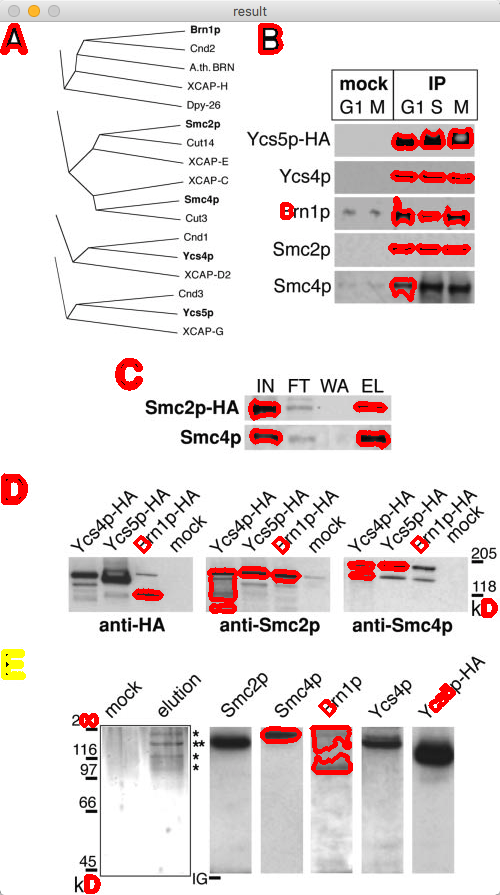 result
A
Brn1p
Cnd2
A.th. BRN
XCAP-H
Dpy-26
Smc2p
Cut14
XCAP-E
XCAP-C
Smc4p
Cut3
Cnd1
Ycs4p
XCAP-D2
Cnd3
Ycs5p
XCAP-G
B
mock IP
G1 M G1 S M
Ycs5p-HA
Ycs4p
Brn1p
Smc2p
Smc4p
C
IN FT WA EL
Smc2p-HA
Smc4p
D
Ycs4p-HA Ycs5p-HA Brn1p-HA mock
Ycs4p-HA Ycs5p-HA Brn1p-HA mock
Ycs4p-HA Ycs5p-HA Brn1p-HA mock
205
118
kD
anti-HA anti-Smc2p anti-Smc4p
E
mock elution Smc2p Smc4p Brn1p Ycs4p
*
**
*
*
116
97
66
45
kD
IG